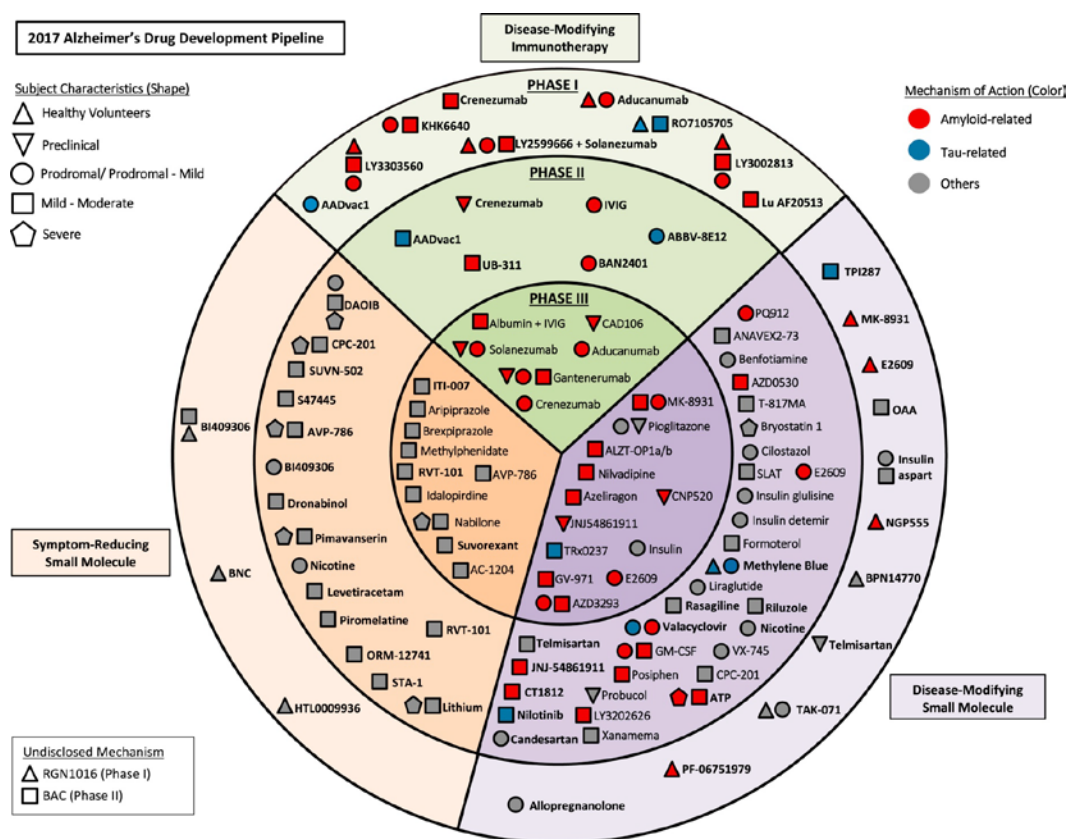 2017 Alzheimer's Drug Development Pipeline
Subject Characteristics (Shape)
Healthy Volunteers
Preclinical
Prodromal/ Prodromal - Mild
Mild - Moderate
Severe
Disease-Modifying
Immunotherapy
Mechanism of Action (Color)
Amyloid-related
Tau-related
Others
PHASE I
Crenezumab
Aducanumab
KHK6640
RO7105705
LY2599666 + Solanezumab
LY3303560
LY3002813
AADvac1
Lu AF20513
PHASE II
Crenezumab
IVIG
AADvac1
ABBV-8E12
UB-311
BAN2401
PHASE III
Albumin + IVIG
CAD106
Solanezumab
Aducanumab
Gantenerumab
Crenezumab
Symptom-Reducing
Small Molecule
BI409306
BNC
HTL0009936
DAOIB
CPC-201
SUVN-502
S47445
AVP-786
BI409306
Dronabinol
Pimavanserin
Nicotine
Levetiracetam
Piromelatine
RVT-101
ORM-12741
STA-1
Lithium
ITI-007
Aripiprazole
Brexpiprazole
Methylphenidate
RVT-101
AVP-786
Idalopirdine
Nabilone
Suvorexant
AC-1204
MK-8931
Pioglitazone
ALZT-OP1a/b
Nilvadipine
Azeliragon
CNP520
JNJ54861911
TRx0237
Insulin
GV-971
E2609
AZD3293
PQ912
ANAVEX2-73
Benfotiamine
AZD0530
T-817MA
Bryostatin 1
Cilostazol
SLAT
E2609
Insulin glulisine
Insulin detemir
Formoterol
Methylene Blue
Liraglutide
Rasagiline
Riluzole
Telmisartan
Valacyclovir
Nicotine
JNJ-54861911
GM-CSF
VX-745
CT1812
Posiphen
CPC-201
Probucol
ATP
Nilotinib
LY3202626
Candesartan
Xanamema
TPI287
MK-8931
E2609
OAA
Insulin
aspart
NGP555
BPN14770
Telmisartan
TAK-071
PF-06751979
Allopregnanolone
Disease-Modifying
Small Molecule
Undisclosed Mechanism
RGN1016 (Phase I)
BAC (Phase II)